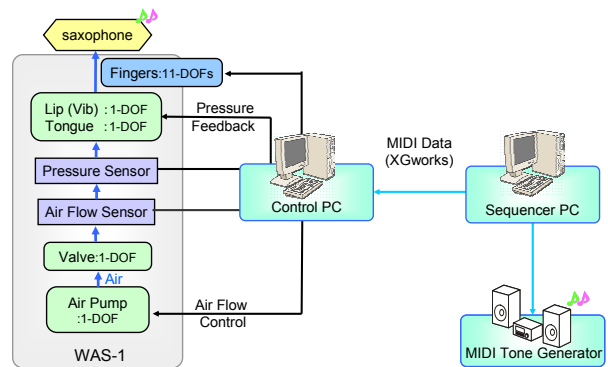 saxophone
Fingers:11-DOFs
Lip (Vib) :1-DOF
Tongue :1-DOF
Pressure
Feedback
Pressure Sensor
Air Flow Sensor
Valve:1-DOF
Air
Air Pump
:1-DOF
Air Flow
Control
WAS-1
Control PC
MIDI Data
(XGworks)
Sequencer PC
MIDI Tone Generator